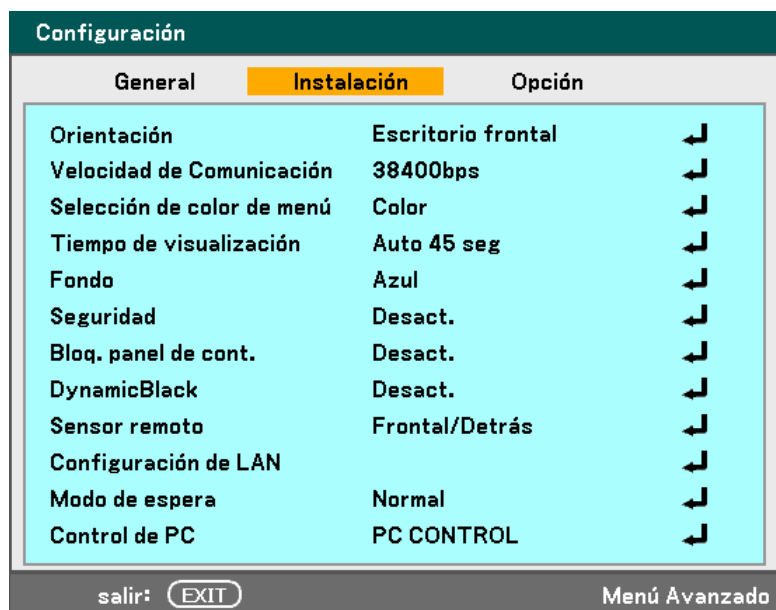 Configuración
General Instalación Opción
Orientación Escritorio frontal
Velocidad de Comunicación 38400bps
Selección de color de menú Color
Tiempo de visualización Auto 45 seg
Fondo Azul
Seguridad Desact.
Bloq. panel de cont. Desact.
DynamicBlack Desact.
Sensor remoto Frontal/Detrás
Configuración de LAN
Modo de espera Normal
Control de PC PC CONTROL
salir: EXIT Menú Avanzado